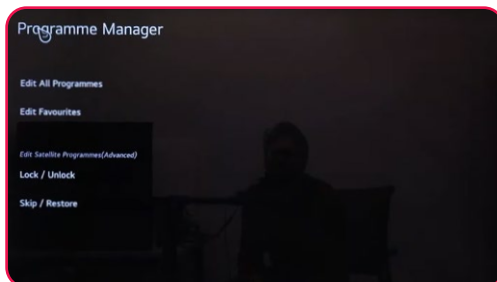 Programme Manager
Edit All Programmes
Edit Favourites
Edit Satellite Programmes(Advanced)
Lock / Unlock
Skip / Restore